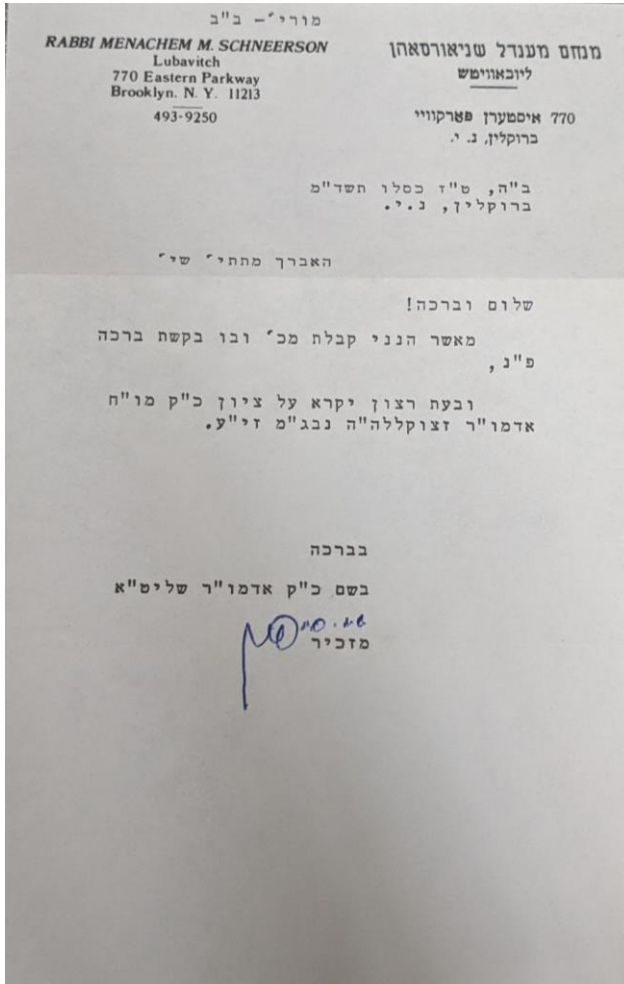 מורי׳ - ב"ב
RABBI MENACHEM M. SCHNEERSON
Lubavitch
770 Eastern Parkway
Brooklyn. N. Y. 11213
493-9250
מנחם מענדל שניאורסאהן
ליובאוויטש
770 איסטערן פארקוויי
ברוקלין, נ. י.
ב"ה, ט"ז כסלו תשד"מ
ברוקלין, נ.י.
האברך מתתי׳ שי׳
שלום וברכה!
מאשר הנני קבלת מכ׳ ובו בקשת ברכה
פ"נ,
ובעת רצון יקרא על ציון כ"ק מו"ח
אדמו"ר זצוקללה"ה נבג"מ זי"ע.
בברכה
בשם כ"ק אדמו"ר שליט"א
מזכיר